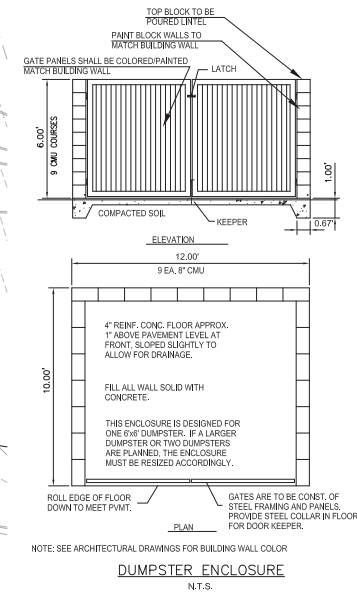 TOP BLOCK TO BE
POURED LINTEL
PAINT BLOCK WALLS TO
MATCH BUILDING WALL
GATE PANELS SHALL BE COLORED/PAINTED
MATCH BUILDING WALL
LATCH
6.00'
9 CMU COURSES
1.00'
COMPACTED SOIL
KEEPER
0.67'
ELEVATION
12.00'
9 EA. 8" CMU
10.00'
4" REINF. CONC. FLOOR APPROX.
1" ABOVE PAVEMENT LEVEL AT
FRONT, SLOPED SLIGHTLY TO
ALLOW FOR DRAINAGE.
FILL ALL WALL SOLID WITH
CONCRETE.
THIS ENCLOSURE IS DESIGNED FOR
ONE 6'x6' DUMPSTER. IF A LARGER
DUMPSTER OR TWO DUMPSTERS
ARE PLANNED, THE ENCLOSURE
MUST BE RESIZED ACCORDINGLY.
ROLL EDGE OF FLOOR
DOWN TO MEET PVMT.
GATES ARE TO BE CONST. OF
STEEL FRAMING AND PANELS.
PROVIDE STEEL COLLAR IN FLOOR
FOR DOOR KEEPER.
PLAN
NOTE: SEE ARCHITECTURAL DRAWINGS FOR BUILDING WALL COLOR
DUMPSTER ENCLOSURE
N.T.S.